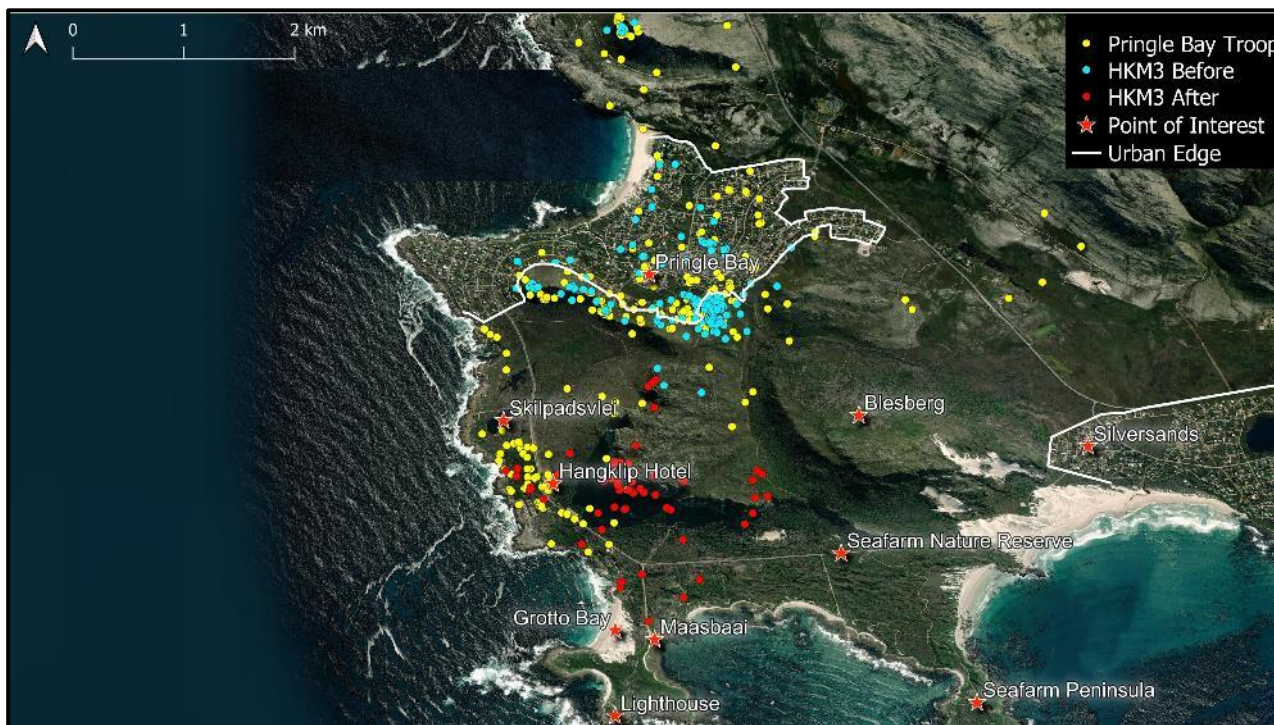 0 1 2 km
Pringle Bay Troop
HKM3 Before
HKM3 After
Point of Interest
Urban Edge
Pringle Bay
Skilpadsvlei
Blesberg
Silversands
Hangklip Hotel
Seafarm Nature Reserve
Grotto Bay
Maasbaai
Seafarm Peninsula
Lighthouse